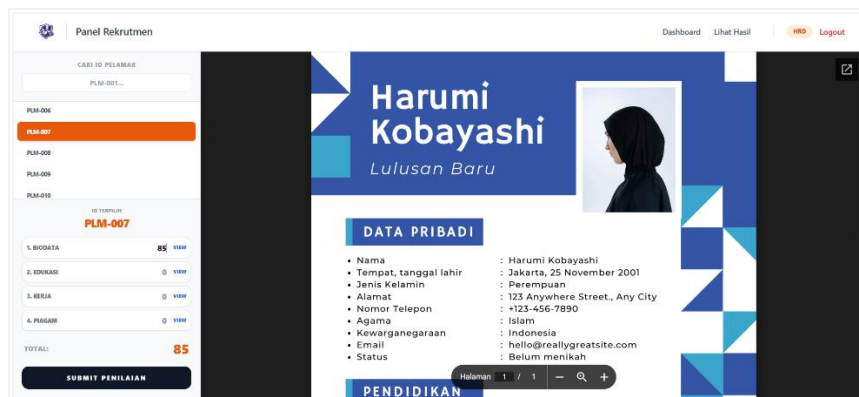 Panel Rekrutmen
Dashboard Lihat Hasil HRD Logout
CARI ID PELAMAR
PLM-001...
PLM-006
PLM-007
PLM-008
PLM-009
PLM-010
ID TERPILIH
PLM-007
1. BIODATA 85 VIEW
2. EDUKASI 0 VIEW
3. KERJA 0 VIEW
4. PIAGAM 0 VIEW
TOTAL: 85
SUBMIT PENILAIAN
Harumi
Kobayashi
Lulusan Baru
DATA PRIBADI
• Nama : Harumi Kobayashi
• Tempat, tanggal lahir : Jakarta, 25 November 2001
• Jenis Kelamin : Perempuan
• Alamat : 123 Anywhere Street., Any City
• Nomor Telepon : +123-456-7890
• Agama : Islam
• Kewarganegaraan : Indonesia
• Email : hello@reallygreatsite.com
• Status : Belum menikah
Halaman 1 / 1
PENDIDIKAN